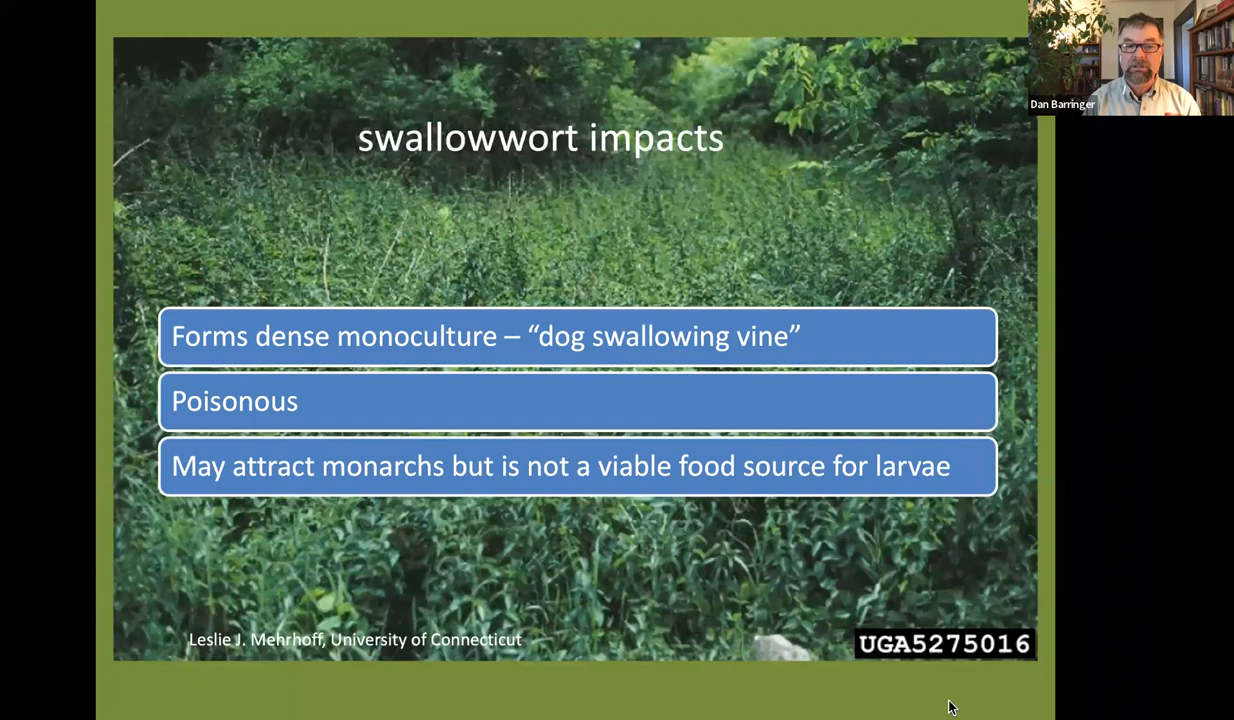 Dan Barringer
swallowwort impacts
Forms dense monoculture – “dog swallowing vine”
Poisonous
May attract monarchs but is not a viable food source for larvae
Leslie J. Mehrhoff, University of Connecticut
UGA5275016